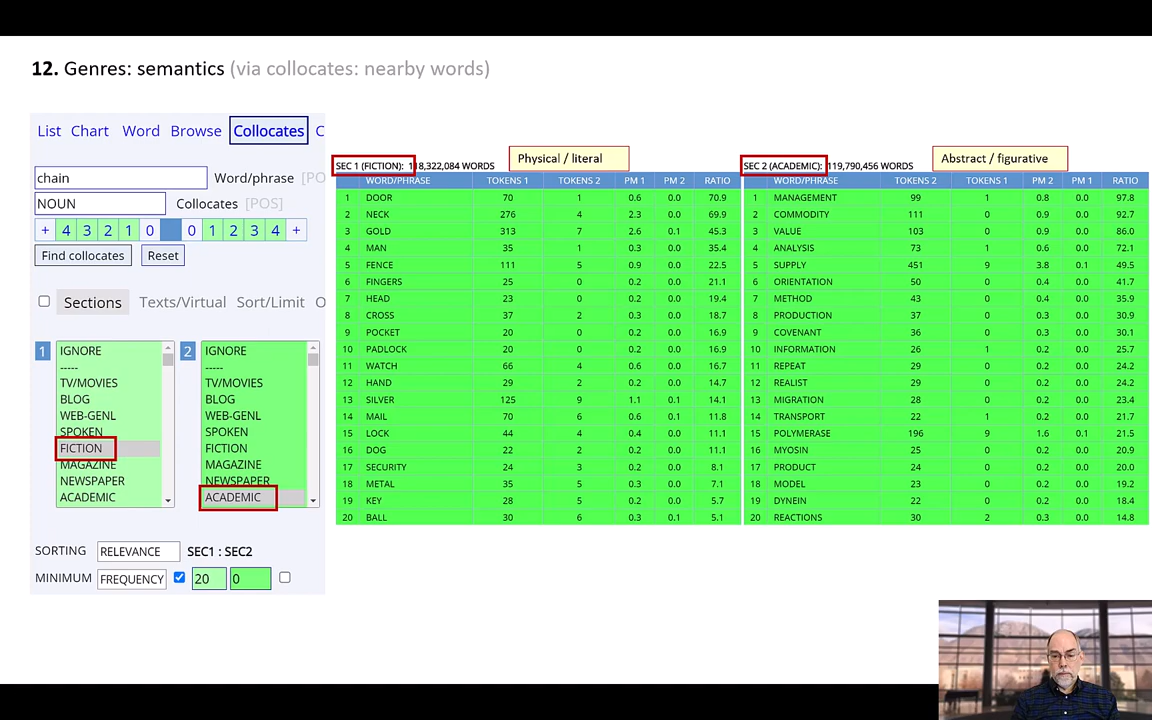 12. Genres: semantics (via collocates: nearby words)
List Chart Word Browse Collocates C
chain Word/phrase [PO
NOUN Collocates [POS]
+ 4 3 2 1 0 0 1 2 3 4 +
Find collocates Reset
Sections Texts/Virtual Sort/Limit O
1 IGNORE 2 IGNORE
----- -----
TV/MOVIES TV/MOVIES
BLOG BLOG
WEB-GENL WEB-GENL
SPOKEN SPOKEN
FICTION FICTION
MAGAZINE MAGAZINE
NEWSPAPER NEWSPAPER
ACADEMIC ACADEMIC
SORTING RELEVANCE SEC1 : SEC2
MINIMUM FREQUENCY 20 0
Physical / literal
SEC 1 (FICTION): 118,322,084 WORDS
WORD/PHRASE TOKENS 1 TOKENS 2 PM 1 PM 2 RATIO
1 DOOR 70 1 0.6 0.0 70.9
2 NECK 276 4 2.3 0.0 69.9
3 GOLD 313 7 2.6 0.1 45.3
4 MAN 35 1 0.3 0.0 35.4
5 FENCE 111 5 0.9 0.0 22.5
6 FINGERS 25 0 0.2 0.0 21.1
7 HEAD 23 0 0.2 0.0 19.4
8 CROSS 37 2 0.3 0.0 18.7
9 POCKET 20 0 0.2 0.0 16.9
10 PADLOCK 20 0 0.2 0.0 16.9
11 WATCH 66 4 0.6 0.0 16.7
12 HAND 29 2 0.2 0.0 14.7
13 SILVER 125 9 1.1 0.1 14.1
14 MAIL 70 6 0.6 0.1 11.8
15 LOCK 44 4 0.4 0.0 11.1
16 DOG 22 2 0.2 0.0 11.1
17 SECURITY 24 3 0.2 0.0 8.1
18 METAL 35 5 0.3 0.0 7.1
19 KEY 28 5 0.2 0.0 5.7
20 BALL 30 6 0.3 0.1 5.1
Abstract / figurative
SEC 2 (ACADEMIC): 119,790,456 WORDS
WORD/PHRASE TOKENS 2 TOKENS 1 PM 2 PM 1 RATIO
1 MANAGEMENT 99 1 0.8 0.0 97.8
2 COMMODITY 111 0 0.9 0.0 92.7
3 VALUE 103 0 0.9 0.0 86.0
4 ANALYSIS 73 1 0.6 0.0 72.1
5 SUPPLY 451 9 3.8 0.1 49.5
6 ORIENTATION 50 0 0.4 0.0 41.7
7 METHOD 43 0 0.4 0.0 35.9
8 PRODUCTION 37 0 0.3 0.0 30.9
9 COVENANT 36 0 0.3 0.0 30.1
10 INFORMATION 26 1 0.2 0.0 25.7
11 REPEAT 29 0 0.2 0.0 24.2
12 REALIST 29 0 0.2 0.0 24.2
13 MIGRATION 28 0 0.2 0.0 23.4
14 TRANSPORT 22 1 0.2 0.0 21.7
15 POLYMERASE 196 9 1.6 0.1 21.5
16 MYOSIN 25 0 0.2 0.0 20.9
17 PRODUCT 24 0 0.2 0.0 20.0
18 MODEL 23 0 0.2 0.0 19.2
19 DYNEIN 22 0 0.2 0.0 18.4
20 REACTIONS 30 2 0.3 0.0 14.8